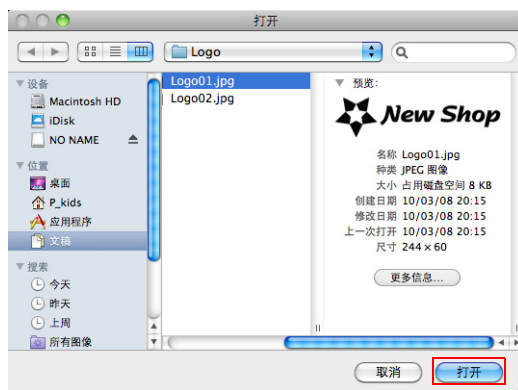 打开
Logo
设备
Macintosh HD
iDisk
NO NAME
位置
桌面
P_kids
应用程序
文稿
搜索
今天
昨天
上周
所有图像
Logo01.jpg
Logo02.jpg
预览:
New Shop
名称 Logo01.jpg
种类 JPEG 图像
大小 占用磁盘空间 8 KB
创建日期 10/03/08 20:15
修改日期 10/03/08 20:15
上一次打开 10/03/08 20:15
尺寸 244 × 60
更多信息...
取消
打开